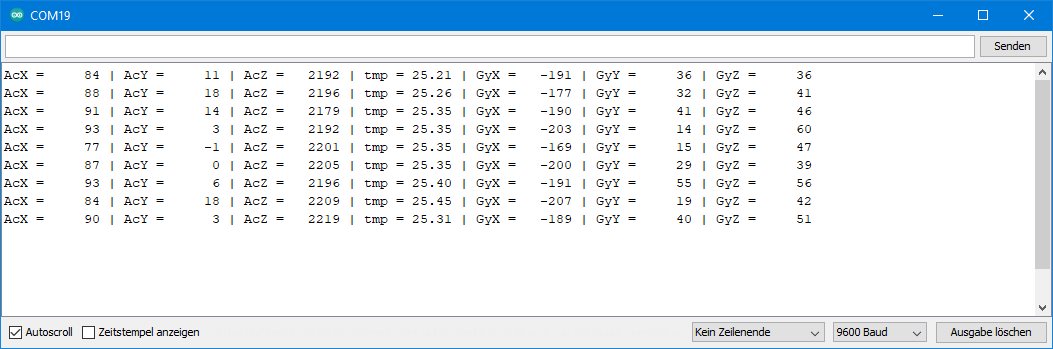 COM19
Senden
AcX =     84 | AcY =     11 | AcZ =   2192 | tmp = 25.21 | GyX =   -191 | GyY =     36 | GyZ =     36
AcX =     88 | AcY =     18 | AcZ =   2196 | tmp = 25.26 | GyX =   -177 | GyY =     32 | GyZ =     41
AcX =     91 | AcY =     14 | AcZ =   2179 | tmp = 25.35 | GyX =   -190 | GyY =     41 | GyZ =     46
AcX =     93 | AcY =      3 | AcZ =   2192 | tmp = 25.35 | GyX =   -203 | GyY =     14 | GyZ =     60
AcX =     77 | AcY =     -1 | AcZ =   2201 | tmp = 25.35 | GyX =   -169 | GyY =     15 | GyZ =     47
AcX =     87 | AcY =      0 | AcZ =   2205 | tmp = 25.35 | GyX =   -200 | GyY =     29 | GyZ =     39
AcX =     93 | AcY =      6 | AcZ =   2196 | tmp = 25.40 | GyX =   -191 | GyY =     55 | GyZ =     56
AcX =     84 | AcY =     18 | AcZ =   2209 | tmp = 25.45 | GyX =   -207 | GyY =     19 | GyZ =     42
AcX =     90 | AcY =      3 | AcZ =   2219 | tmp = 25.31 | GyX =   -189 | GyY =     40 | GyZ =     51
Autoscroll Zeitstempel anzeigen Kein Zeilenende 9600 Baud Ausgabe löschen